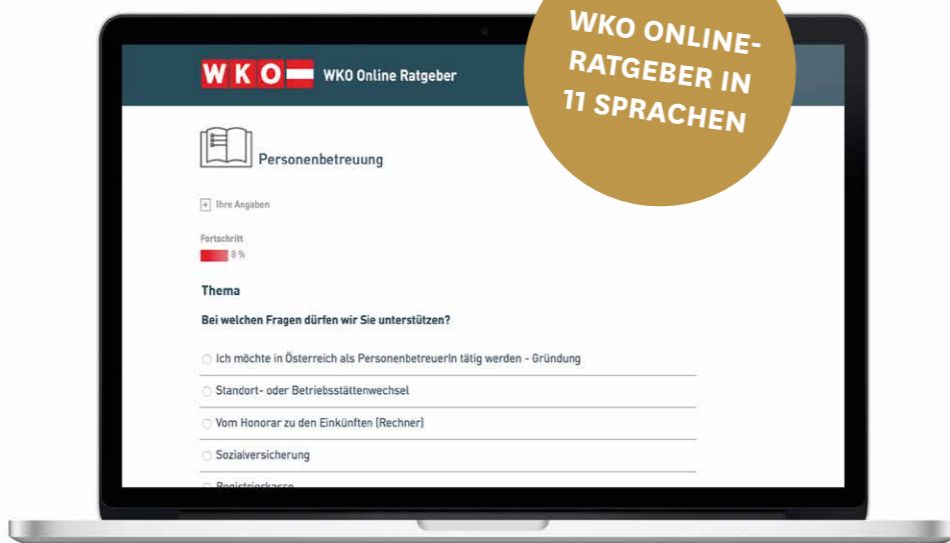 WKO ONLINE-
RATGEBER IN
11 SPRACHEN
WKO WKO Online Ratgeber
Personenbetreuung
Ihre Angaben
Fortschritt
8 %
Thema
Bei welchen Fragen dürfen wir Sie unterstützen?
Ich möchte in Österreich als PersonenbetreuerIn tätig werden - Gründung
Standort- oder Betriebsstättenwechsel
Vom Honorar zu den Einkünften (Rechner)
Sozialversicherung
Registrierkasse